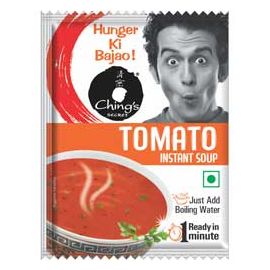 Hunger
Ki
Bajao!
Ching's
SECRET
TOMATO
INSTANT SOUP
Just Add
Boiling Water
1 Ready in
minute